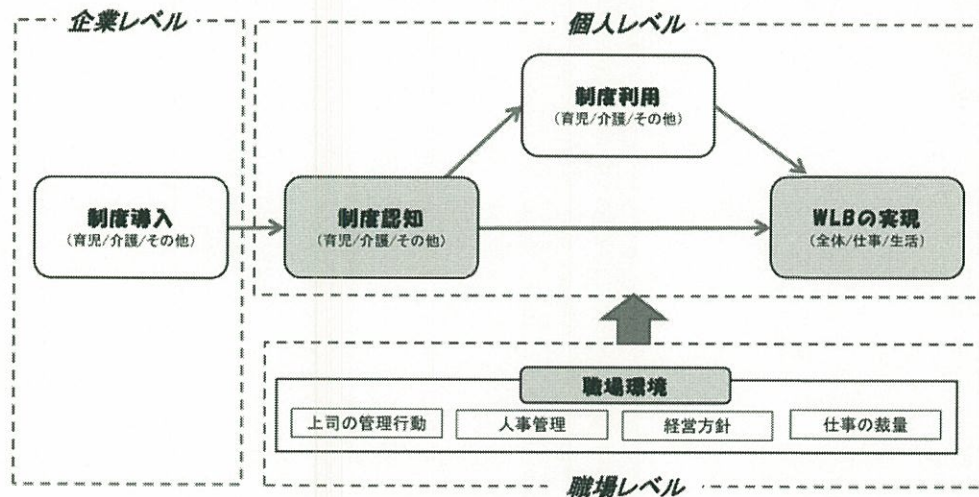 企業レベル
個人レベル
制度利用
(育児/介護/その他)
制度導入
(育児/介護/その他)
制度認知
(育児/介護/その他)
WLBの実現
(全体/仕事/生活)
職場環境
上司の管理行動
人事管理
経営方針
仕事の裁量
職場レベル